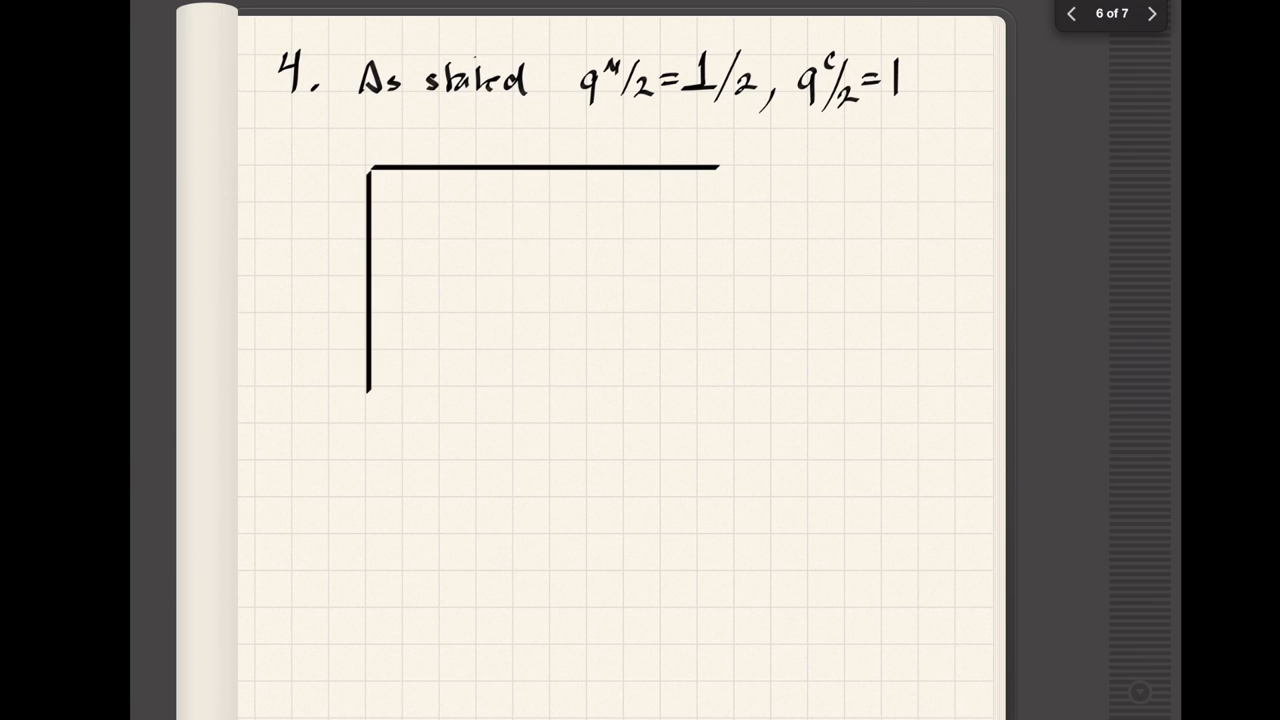 6 of 7
4. As stated q^M/2=1/2, q^c/2=1